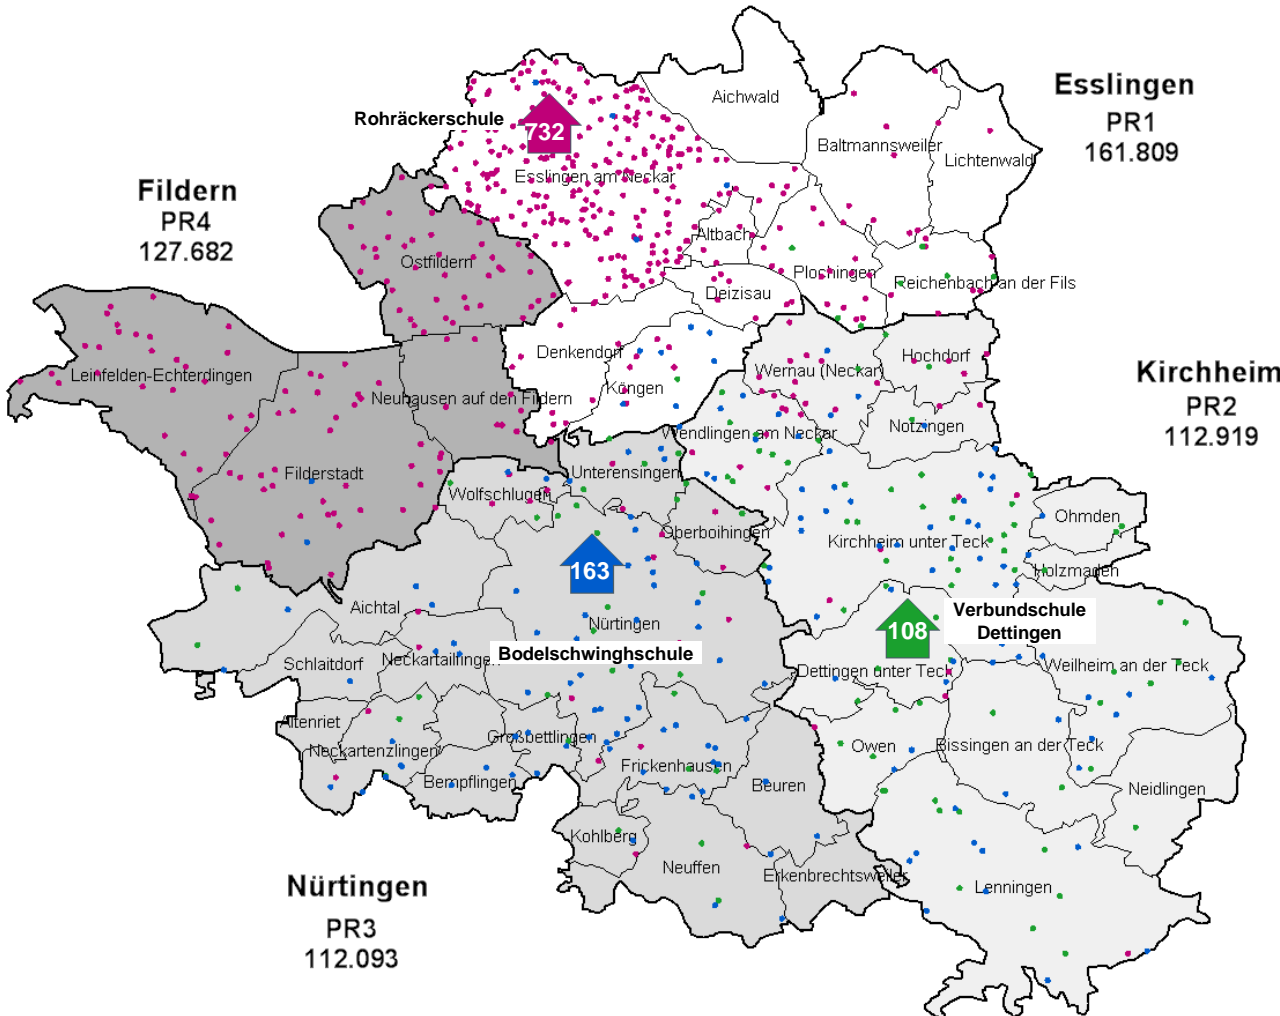 Aichwald
Esslingen
PR1
161.809
Rohräckerschule
732
Baltmannsweiler
Lichtenwald
Esslingen am Neckar
Fildern
PR4
127.682
Altbach
Ostfildern
Plochingen
Reichenbach an der Fils
Deizisau
Denkendorf
Hochdorf
Leinfelden-Echterdingen
Wernau (Neckar)
Kirchheim
PR2
112.919
Köngen
Neuhausen auf den Fildern
Notzingen
Wendlingen am Neckar
Filderstadt
Unterensingen
Wolfschlugen
Ohmden
Oberboihingen
Kirchheim unter Teck
163
Holzmaden
Aichtal
Nürtingen
108
Verbundschule
Dettingen
Bodelschwinghschule
Schlaitdorf
Neckartailfingen
Dettingen unter Teck
Weilheim an der Teck
Altenriet
Neckartenzlingen
Großbettlingen
Owen
Bissingen an der Teck
Frickenhausen
Bempflingen
Beuren
Neidlingen
Kohlberg
Neuffen
Erkenbrechtsweiler
Lenningen
Nürtingen
PR3
112.093